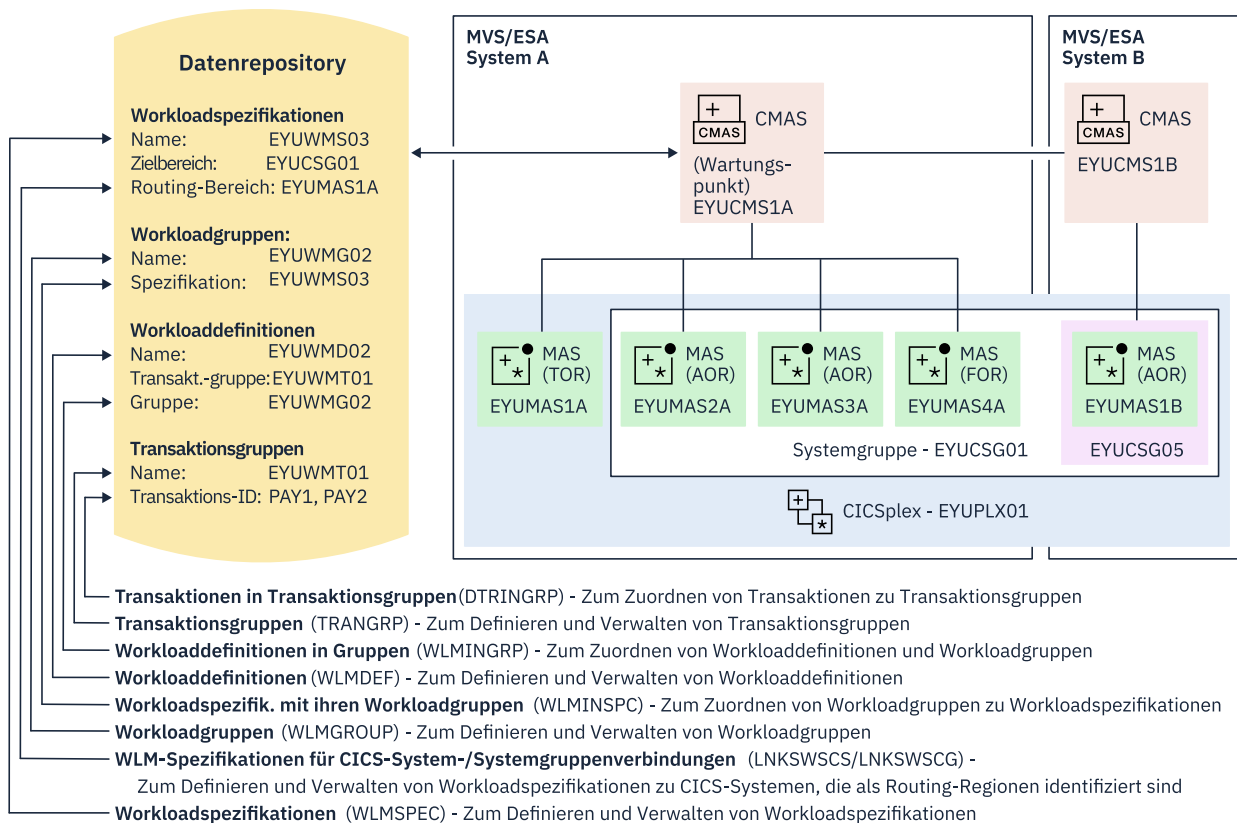 Datenrepository
Workloadspezifikationen
Name: EYUWMS03
Zielbereich: EYUCSG01
Routing-Bereich: EYUMAS1A
Workloadgruppen:
Name: EYUWMG02
Spezifikation: EYUWMS03
Workloaddefinitionen
Name: EYUWMD02
Transakt.-gruppe: EYUWMT01
Gruppe: EYUWMG02
Transaktionsgruppen
Name: EYUWMT01
Transaktions-ID: PAY1, PAY2
MVS/ESA
System A
CMAS
CMAS
(Wartungs-
punkt)
EYUCMS1A
MVS/ESA
System B
CMAS
CMAS
EYUCMS1B
MAS
(TOR)
EYUMAS1A
MAS
(AOR)
EYUMAS2A
MAS
(AOR)
EYUMAS3A
MAS
(FOR)
EYUMAS4A
MAS
(AOR)
EYUMAS1B
Systemgruppe - EYUCSG01
EYUCSG05
CICSplex - EYUPLX01
Transaktionen in Transaktionsgruppen (DTRINGRP) - Zum Zuordnen von Transaktionen zu Transaktionsgruppen
Transaktionsgruppen (TRANGRP) - Zum Definieren und Verwalten von Transaktionsgruppen
Workloaddefinitionen in Gruppen (WLMINGRP) - Zum Zuordnen von Workloaddefinitionen und Workloadgruppen
Workloaddefinitionen (WLMDEF) - Zum Definieren und Verwalten von Workloaddefinitionen
Workloadspezifik. mit ihren Workloadgruppen (WLMINSPC) - Zum Zuordnen von Workloadgruppen zu Workloadspezifikationen
Workloadgruppen (WLMGROUP) - Zum Definieren und Verwalten von Workloadgruppen
WLM-Spezifikationen für CICS-System-/Systemgruppenverbindungen (LNKSWSCS/LNKSWSCG) -
Zum Definieren und Verwalten von Workloadspezifikationen zu CICS-Systemen, die als Routing-Regionen identifiziert sind
Workloadspezifikationen (WLMSPEC) - Zum Definieren und Verwalten von Workloadspezifikationen